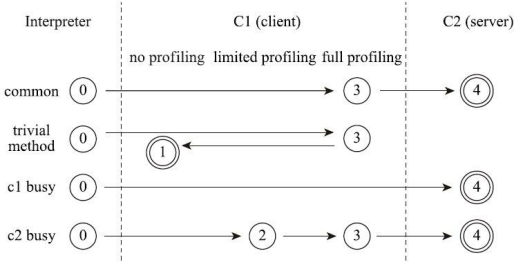 Interpreter C1 (client) C2 (server)
no profiling limited profiling full profiling
common 0 3 4
trivial
method 0 1 3
c1 busy 0 4
c2 busy 0 2 3 4